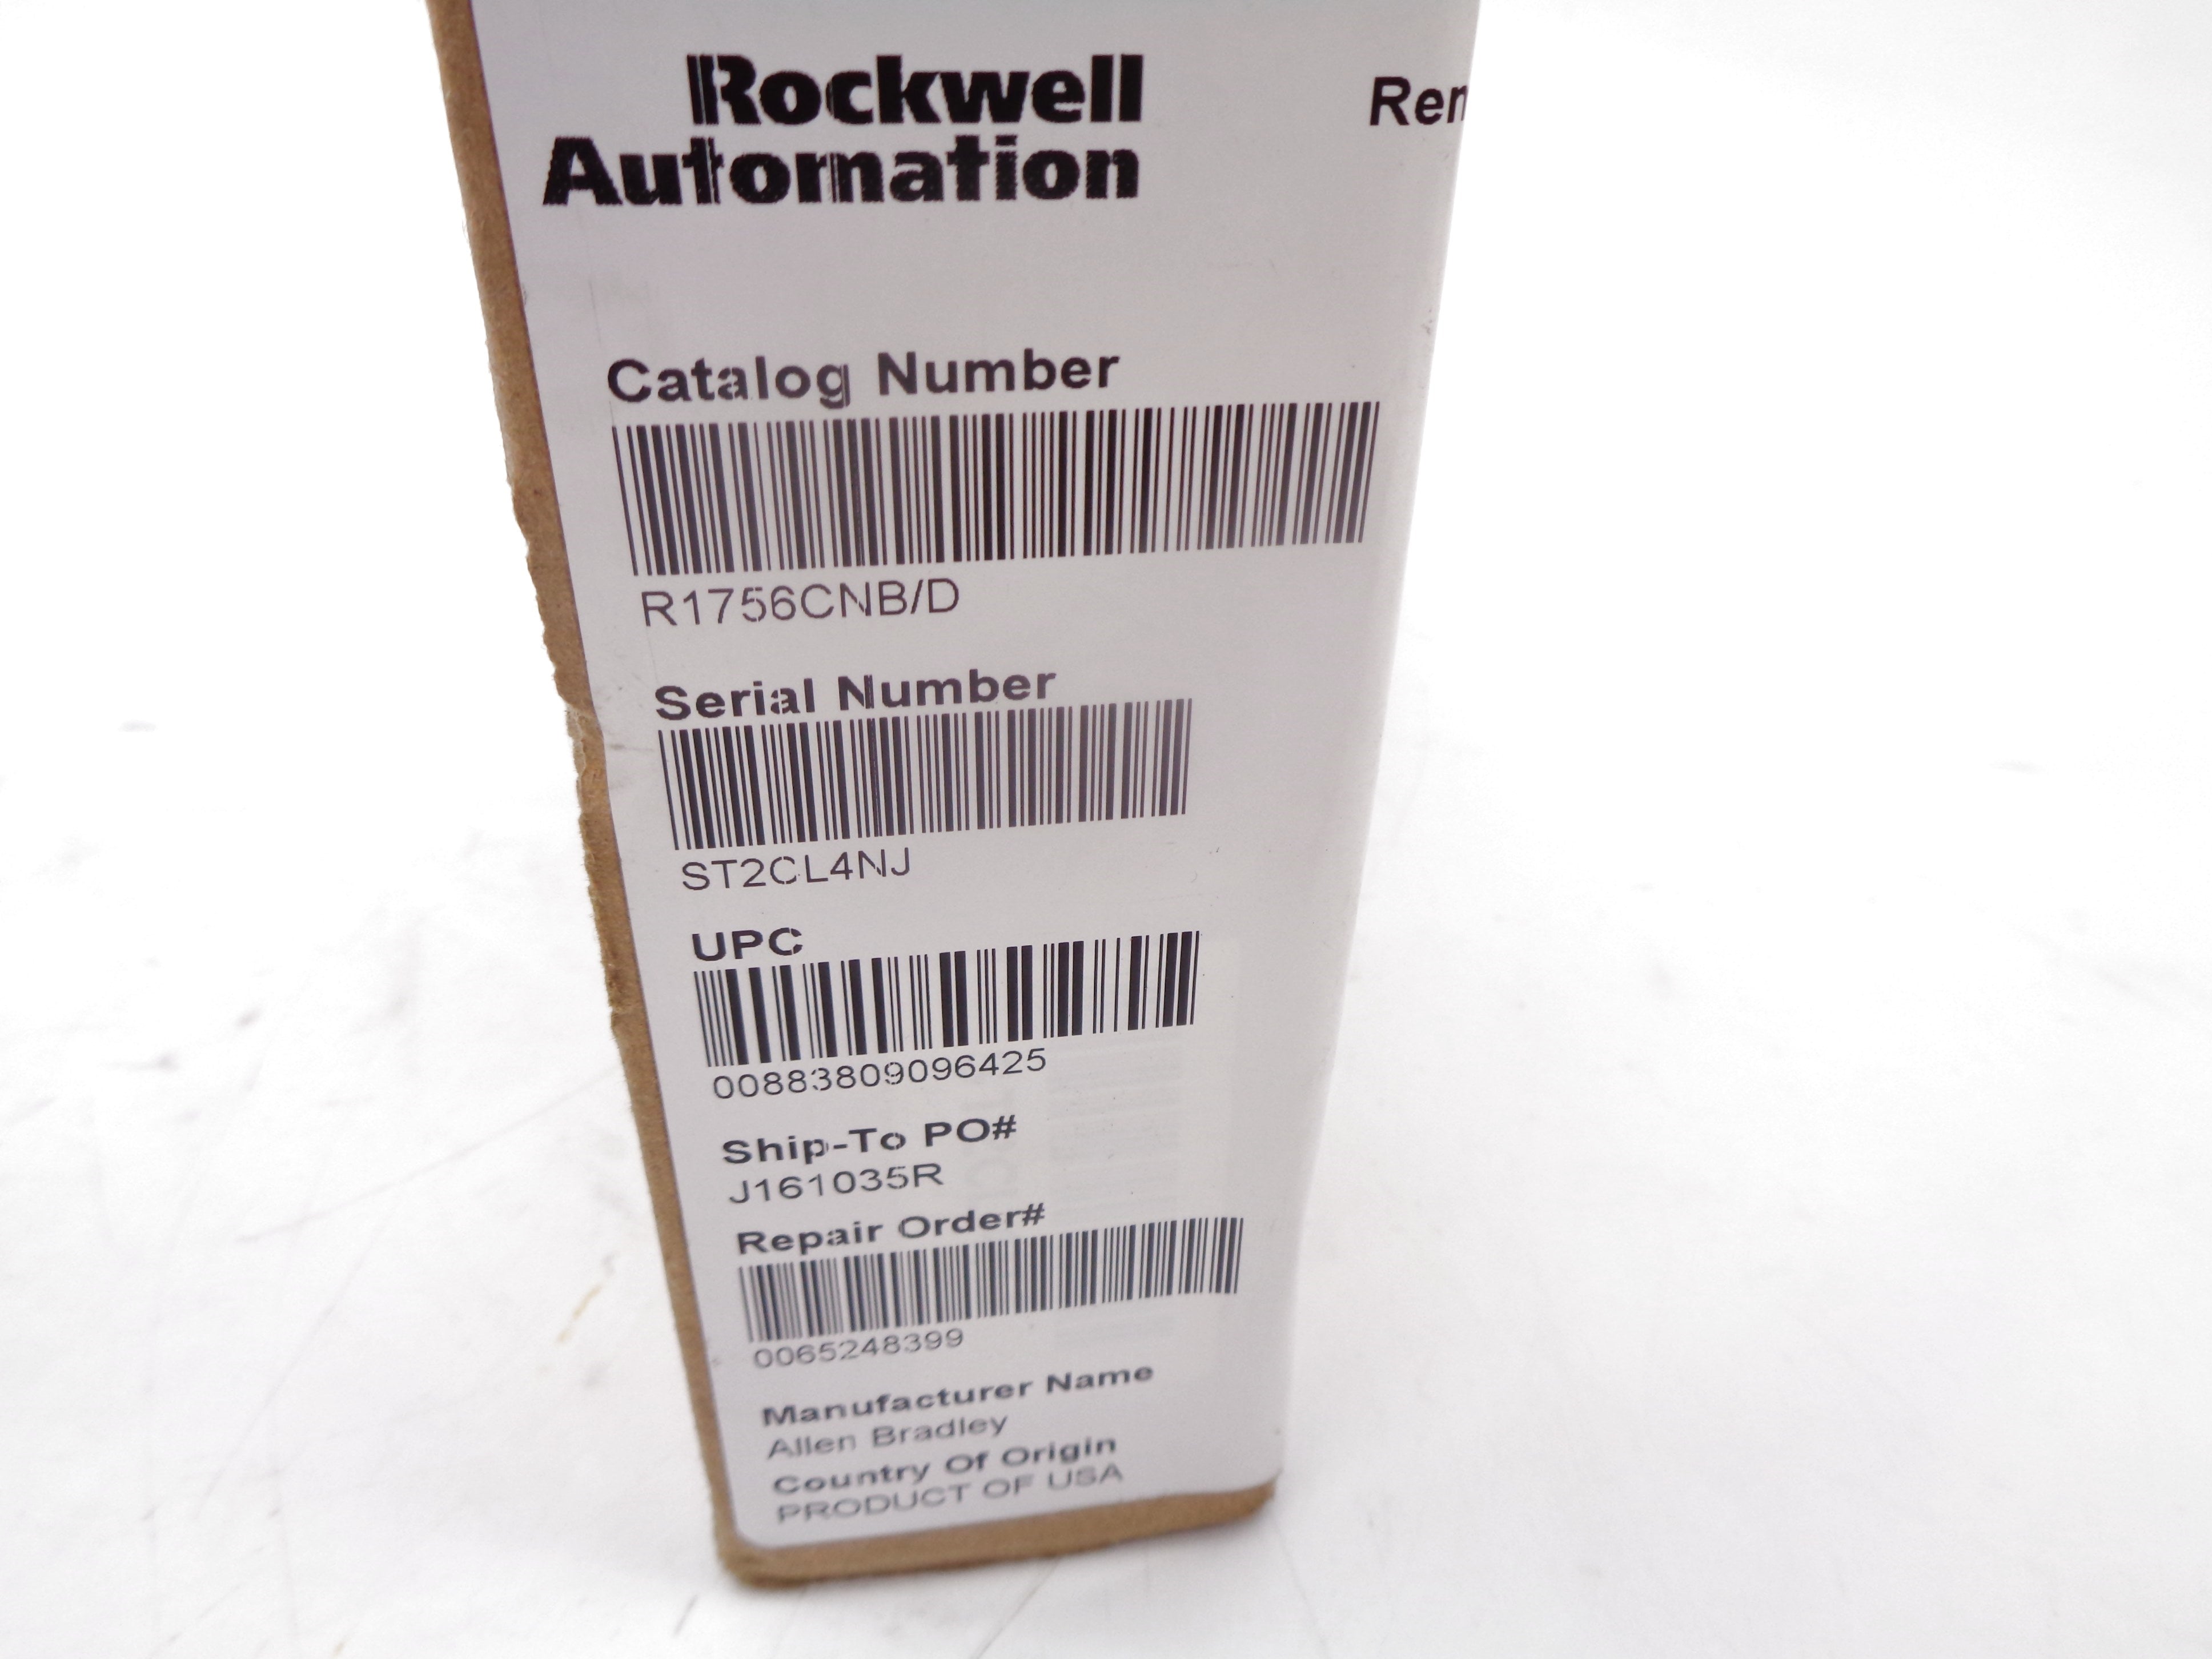 Rockwell
Automation
Rem
Catalog Number
R1756CNB/D
Serial Number
ST2CL4NJ
UPC
00883809096425
Ship-To PO#
J161035R
Repair Order#
0065248399
Manufacturer Name
Allen Bradley
Country Of Origin
PRODUCT OF USA